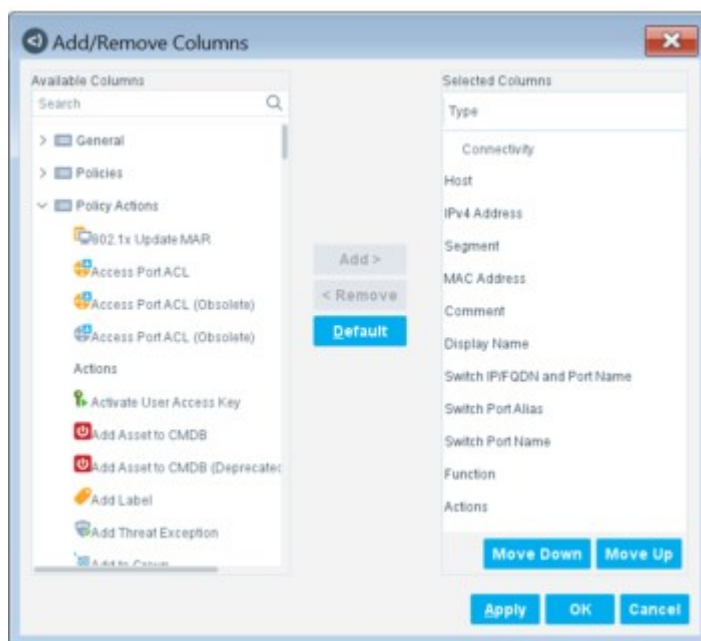 Add/Remove Columns
Available Columns
Search
General
Policies
Policy Actions
802.1x Update MAR
Access Port ACL
Access Port ACL (Obsolete)
Access Port ACL (Obsolete)
Actions
Activate User Access Key
Add Asset to CMDB
Add Asset to CMDB (Deprecated
Add Label
Add Threat Exception
Add to
Add >
< Remove
Default
Selected Columns
Type
Connectivity
Host
IPv4 Address
Segment
MAC Address
Comment
Display Name
Switch IP/FQDN and Port Name
Switch Port Alias
Switch Port Name
Function
Actions
Move Down Move Up
Apply OK Cancel